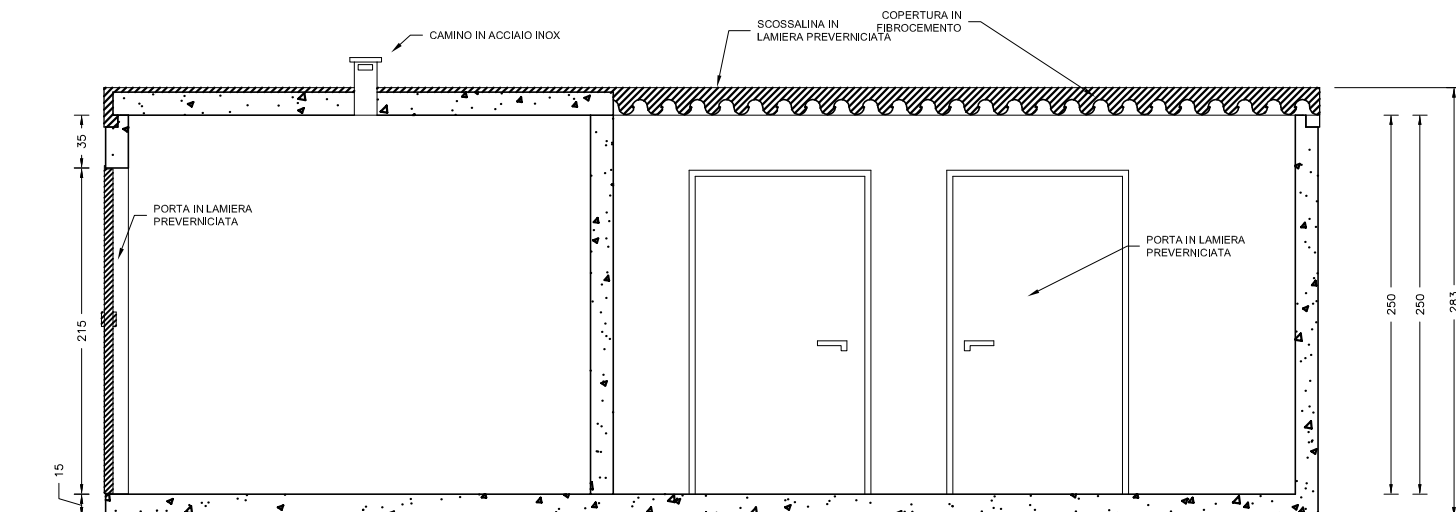 CAMINO IN ACCIAIO INOX
SCOSSALINA IN
LAMIERA PREVERNICIATA
COPERTURA IN
FIBROCEMENTO
PORTA IN LAMIERA
PREVERNICIATA
PORTA IN LAMIERA
PREVERNICIATA
35
215
15
250
250
283